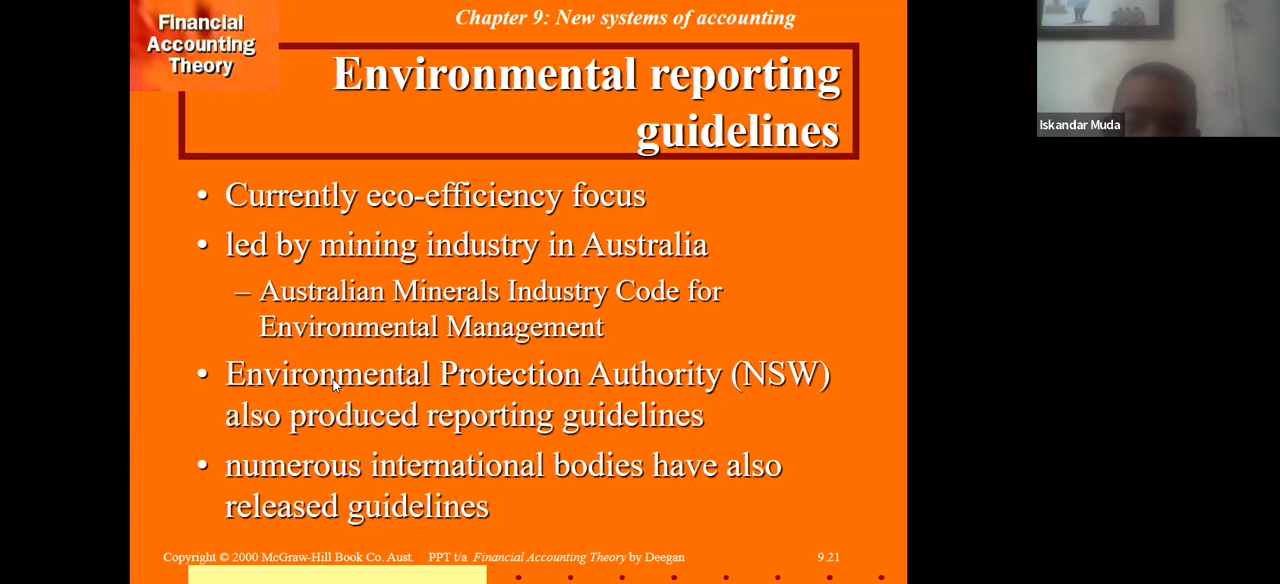 Chapter 9: New systems of accounting
Financial
Accounting
Theory
Environmental reporting
guidelines
• Currently eco-efficiency focus
• led by mining industry in Australia
– Australian Minerals Industry Code for
Environmental Management
• Environmental Protection Authority (NSW)
also produced reporting guidelines
• numerous international bodies have also
released guidelines
Copyright © 2000 McGraw-Hill Book Co. Aust. PPT t/a Financial Accounting Theory by Deegan 9.21
Iskandar Muda